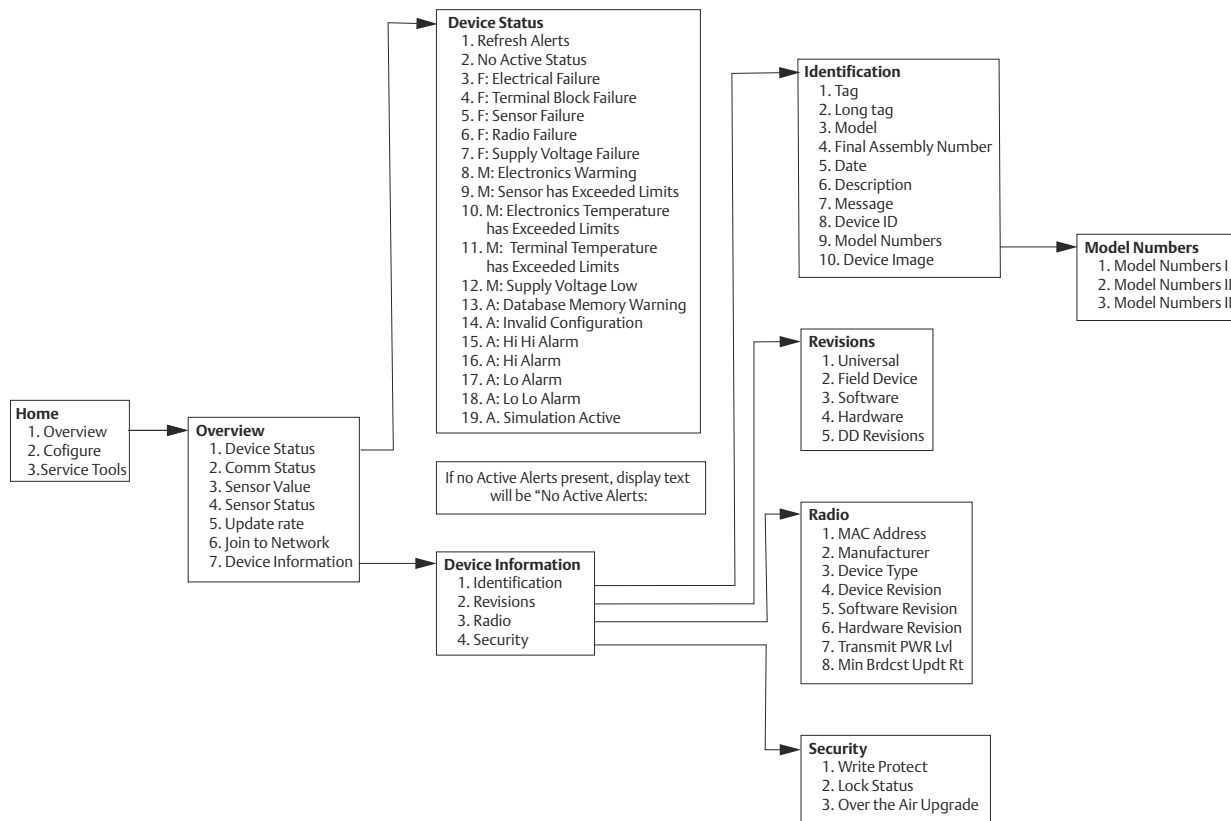 Home
1. Overview
2. Cofigure
3.Service Tools
Overview
1. Device Status
2. Comm Status
3. Sensor Value
4. Sensor Status
5. Update rate
6. Join to Network
7. Device Information
Device Status
1. Refresh Alerts
2. No Active Status
3. F: Electrical Failure
4. F: Terminal Block Failure
5. F: Sensor Failure
6. F: Radio Failure
7. F: Supply Voltage Failure
8. M: Electronics Warming
9. M: Sensor has Exceeded Limits
10. M: Electronics Temperature
has Exceeded Limits
11. M: Terminal Temperature
has Exceeded Limits
12. M: Supply Voltage Low
13. A: Database Memory Warning
14. A: Invalid Configuration
15. A: Hi Hi Alarm
16. A: Hi Alarm
17. A: Lo Alarm
18. A: Lo Lo Alarm
19. A. Simulation Active
If no Active Alerts present, display text
will be “No Active Alerts:
Device Information
1. Identification
2. Revisions
3. Radio
4. Security
Identification
1. Tag
2. Long tag
3. Model
4. Final Assembly Number
5. Date
6. Description
7. Message
8. Device ID
9. Model Numbers
10. Device Image
Model Numbers
1. Model Numbers I
2. Model Numbers II
3. Model Numbers II
Revisions
1. Universal
2. Field Device
3. Software
4. Hardware
5. DD Revisions
Radio
1. MAC Address
2. Manufacturer
3. Device Type
4. Device Revision
5. Software Revision
6. Hardware Revision
7. Transmit PWR Lvl
8. Min Brdcst Updt Rt
Security
1. Write Protect
2. Lock Status
3. Over the Air Upgrade